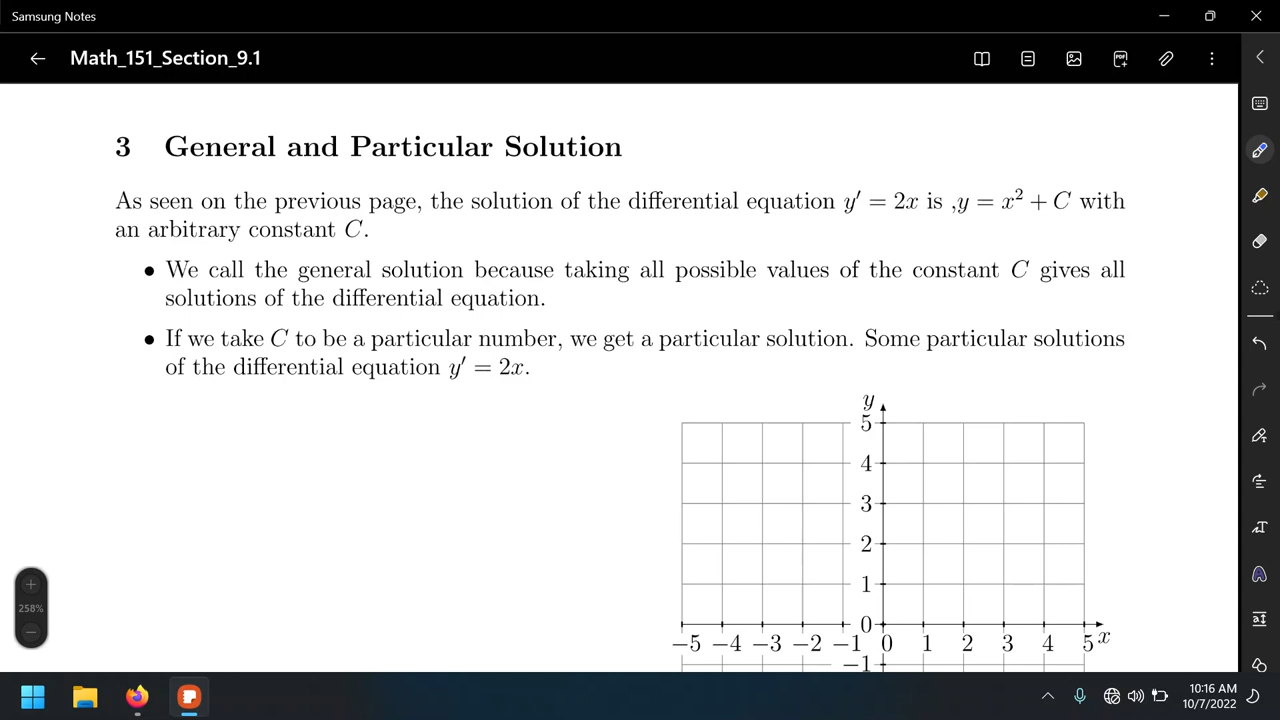 Samsung Notes
Math_151_Section_9.1
PDF
3 General and Particular Solution
As seen on the previous page, the solution of the differential equation y′ = 2x is ,y = x² + C with
an arbitrary constant C.
• We call the general solution because taking all possible values of the constant C gives all
solutions of the differential equation.
• If we take C to be a particular number, we get a particular solution. Some particular solutions
of the differential equation y′ = 2x.
y
5
4
3
2
1
0
−5 −4 −3 −2 −1 0 1 2 3 4 5 x
−1
258%
10:16 AM
10/7/2022